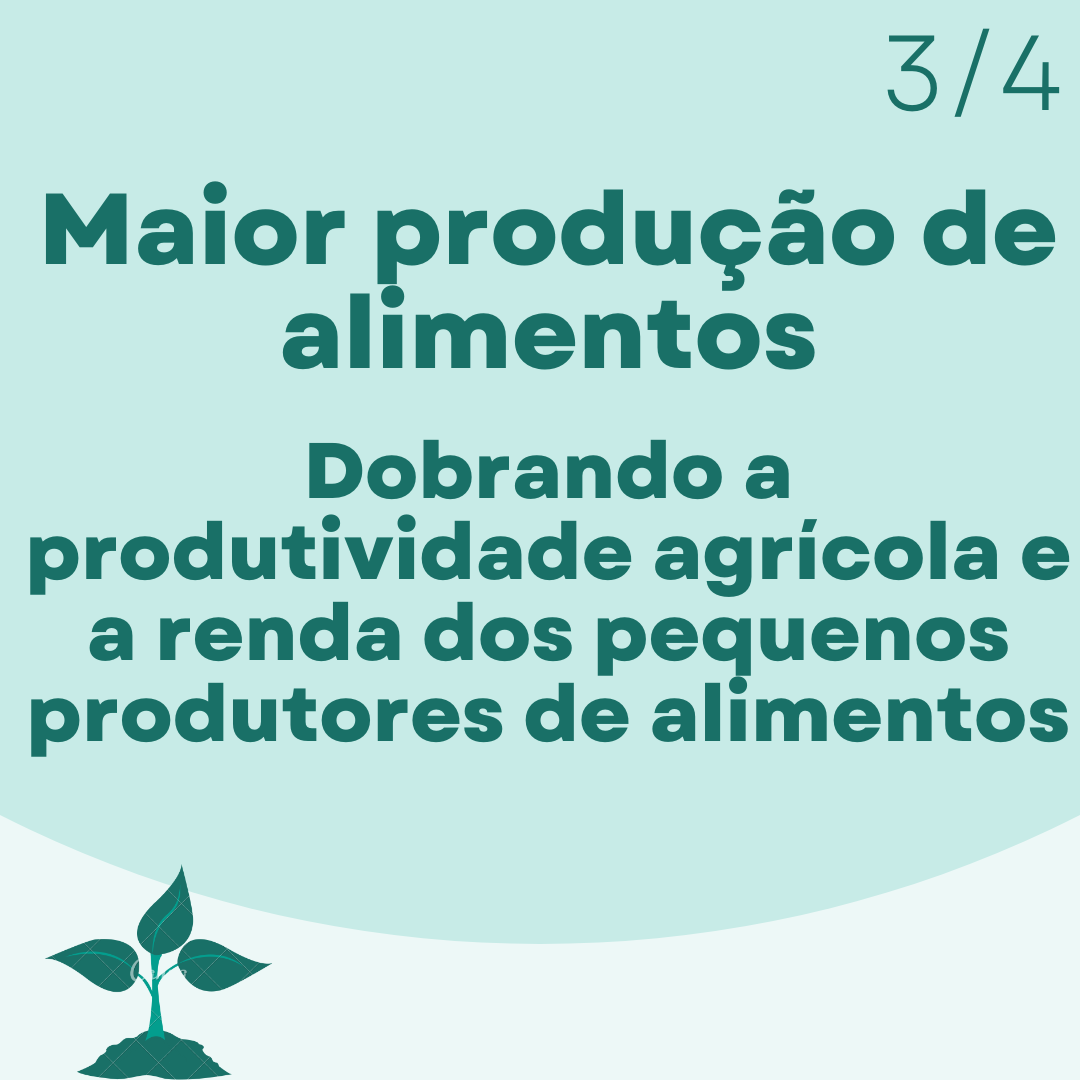 3/4
Maior produção de
alimentos
Dobrando a
produtividade agrícola e
a renda dos pequenos
produtores de alimentos